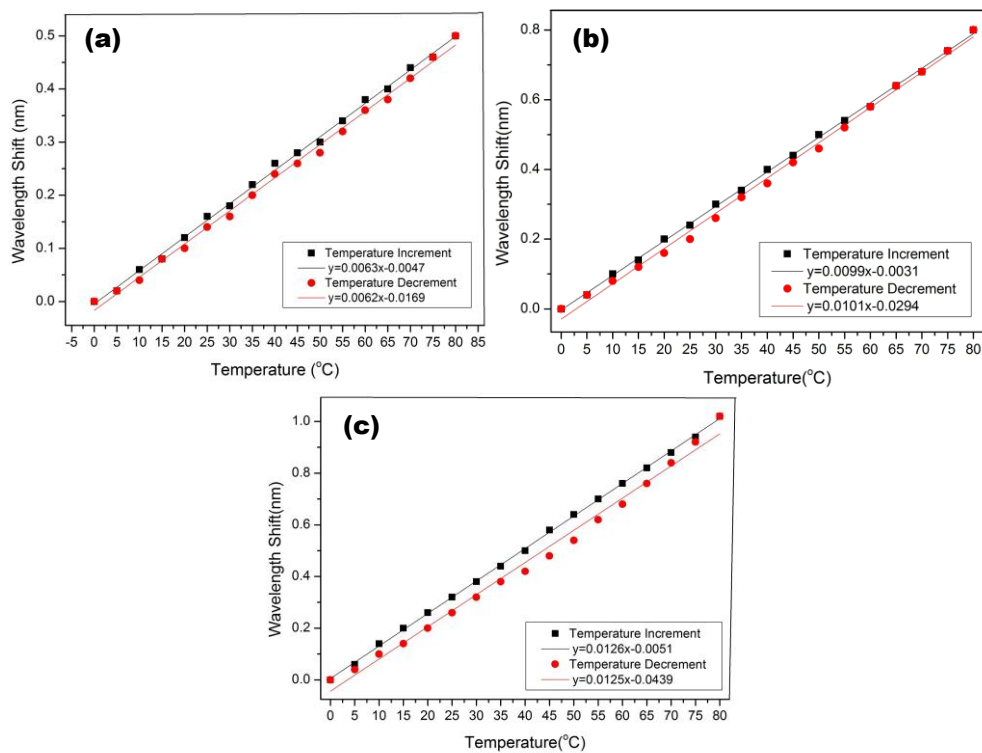 (a)
0.5
0.4
0.3
0.2
0.1
0.0
Wavelength Shift (nm)
Temperature Increment
y=0.0063x-0.0047
Temperature Decrement
y=0.0062x-0.0169
-5 0 5 10 15 20 25 30 35 40 45 50 55 60 65 70 75 80 85
Temperature (°C)
(b)
0.8
0.6
0.4
0.2
0.0
Wavelength Shift(nm)
Temperature Increment
y=0.0099x-0.0031
Temperature Decrement
y=0.0101x-0.0294
0 5 10 15 20 25 30 35 40 45 50 55 60 65 70 75 80
Temperature(°C)
(c)
1.0
0.8
0.6
0.4
0.2
0.0
Wavelength Shift(nm)
Temperature Increment
y=0.0126x-0.0051
Temperature Decrement
y=0.0125x-0.0439
0 5 10 15 20 25 30 35 40 45 50 55 60 65 70 75 80
Temperature(°C)